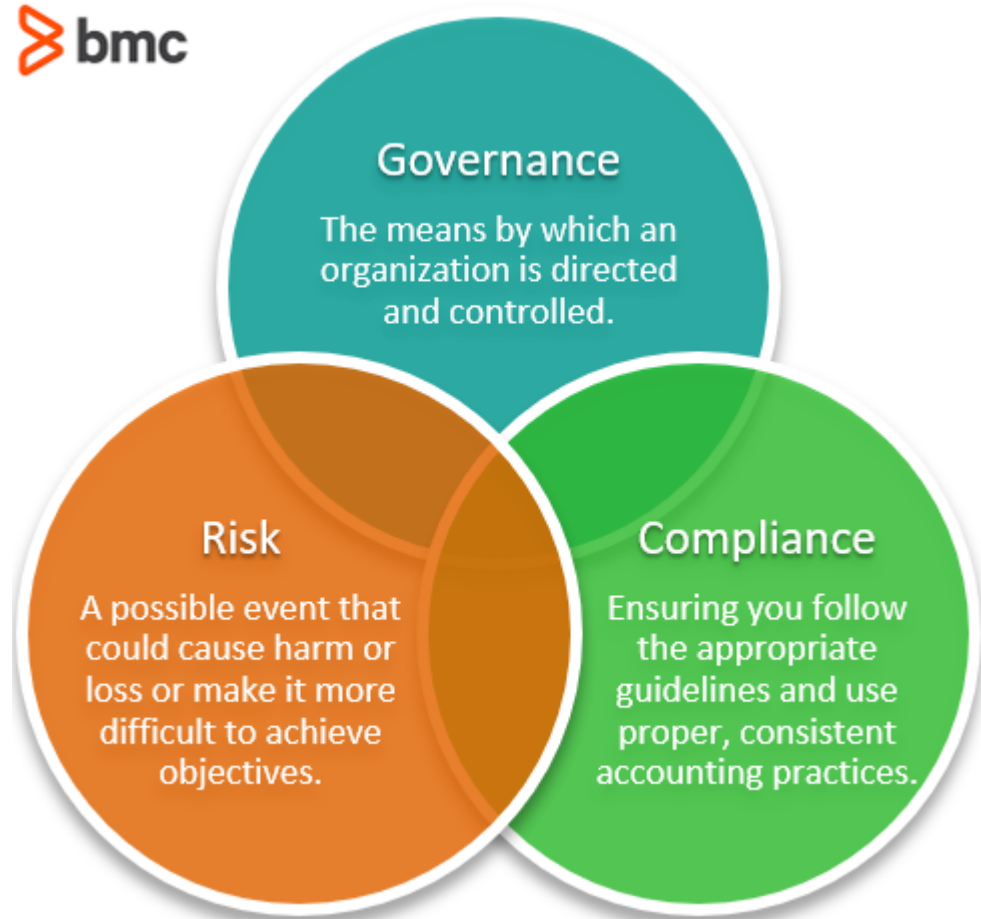 bmc
Governance
The means by which an
organization is directed
and controlled.
Risk
A possible event that
could cause harm or
loss or make it more
difficult to achieve
objectives.
Compliance
Ensuring you follow
the appropriate
guidelines and use
proper, consistent
accounting practices.